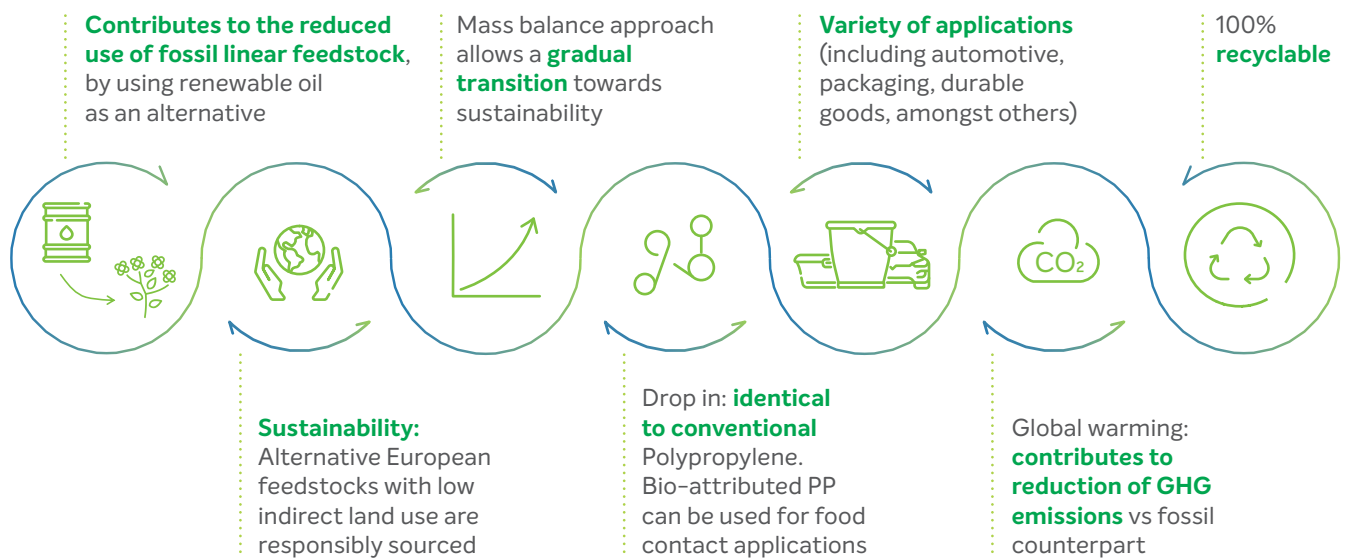 Contributes to the reduced
use of fossil linear feedstock,
by using renewable oil
as an alternative
Mass balance approach
allows a gradual
transition towards
sustainability
Variety of applications
(including automotive,
packaging, durable
goods, amongst others)
100%
recyclable
CO₂
Sustainability:
Alternative European
feedstocks with low
indirect land use are
responsibly sourced
Drop in: identical
to conventional
Polypropylene.
Bio-attributed PP
can be used for food
contact applications
Global warming:
contributes to
reduction of GHG
emissions vs fossil
counterpart